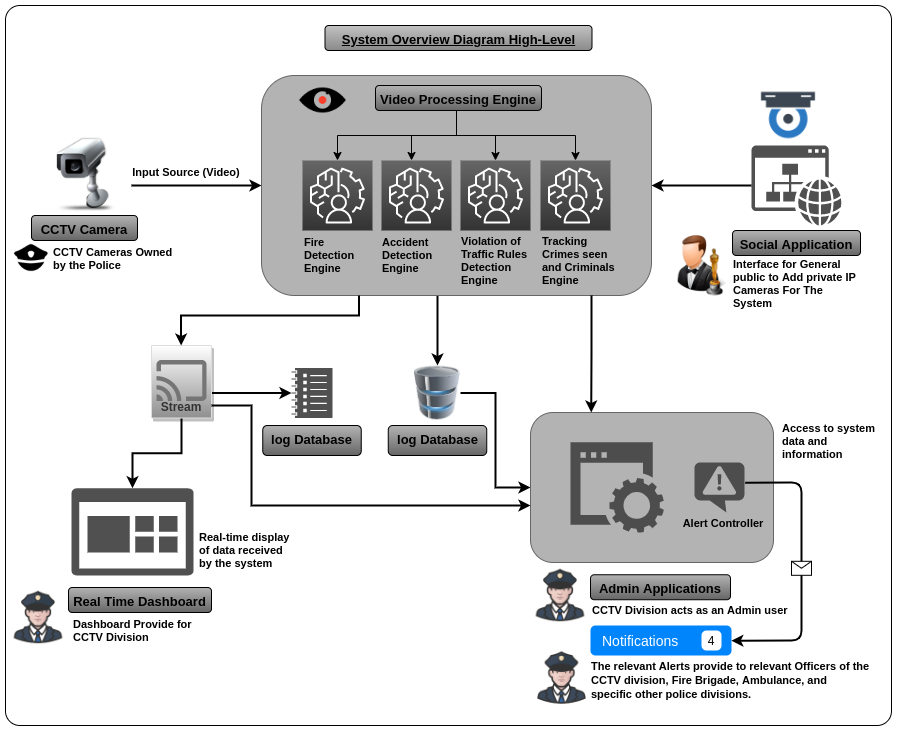 System Overview Diagram High-Level
Video Processing Engine
Input Source (Video)
CCTV Camera
CCTV Cameras Owned
by the Police
Fire
Detection
Engine
Accident
Detection
Engine
Violation of
Traffic Rules
Detection
Engine
Tracking
Crimes seen
and Criminals
Engine
Social Application
Interface for General
public to Add private IP
Cameras For The
System
Stream
log Database
log Database
Access to system
data and
information
Alert Controller
Real-time display
of data received
by the system
Real Time Dashboard
Dashboard Provide for
CCTV Division
Admin Applications
CCTV Division acts as an Admin user
Notifications 4
The relevant Alerts provide to relevant Officers of the
CCTV division, Fire Brigade, Ambulance, and
specific other police divisions.